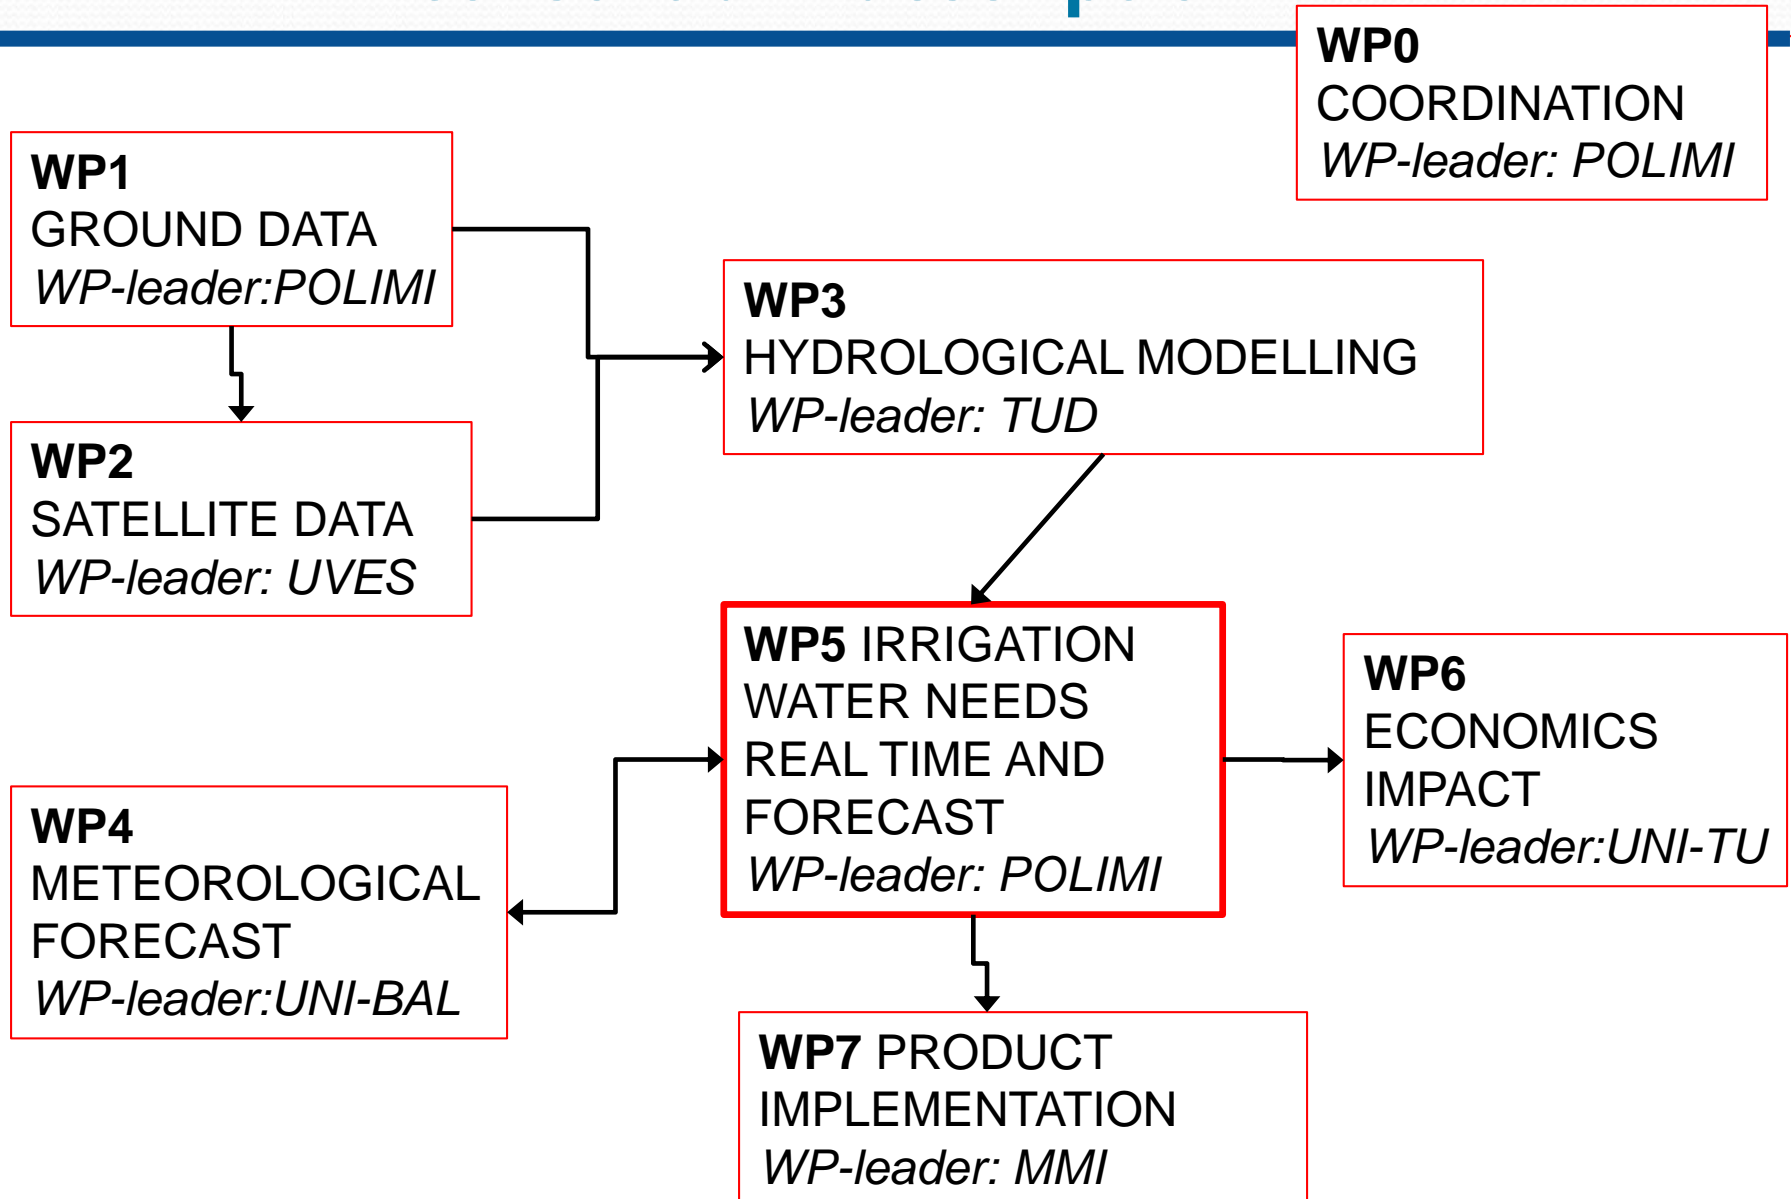 WP0
COORDINATION
WP-leader: POLIMI
WP1
GROUND DATA
WP-leader:POLIMI
WP3
HYDROLOGICAL MODELLING
WP-leader: TUD
WP2
SATELLITE DATA
WP-leader: UVES
WP5 IRRIGATION
WATER NEEDS
REAL TIME AND
FORECAST
WP-leader: POLIMI
WP6
ECONOMICS
IMPACT
WP-leader:UNI-TU
WP4
METEOROLOGICAL
FORECAST
WP-leader:UNI-BAL
WP7 PRODUCT
IMPLEMENTATION
WP-leader: MMI